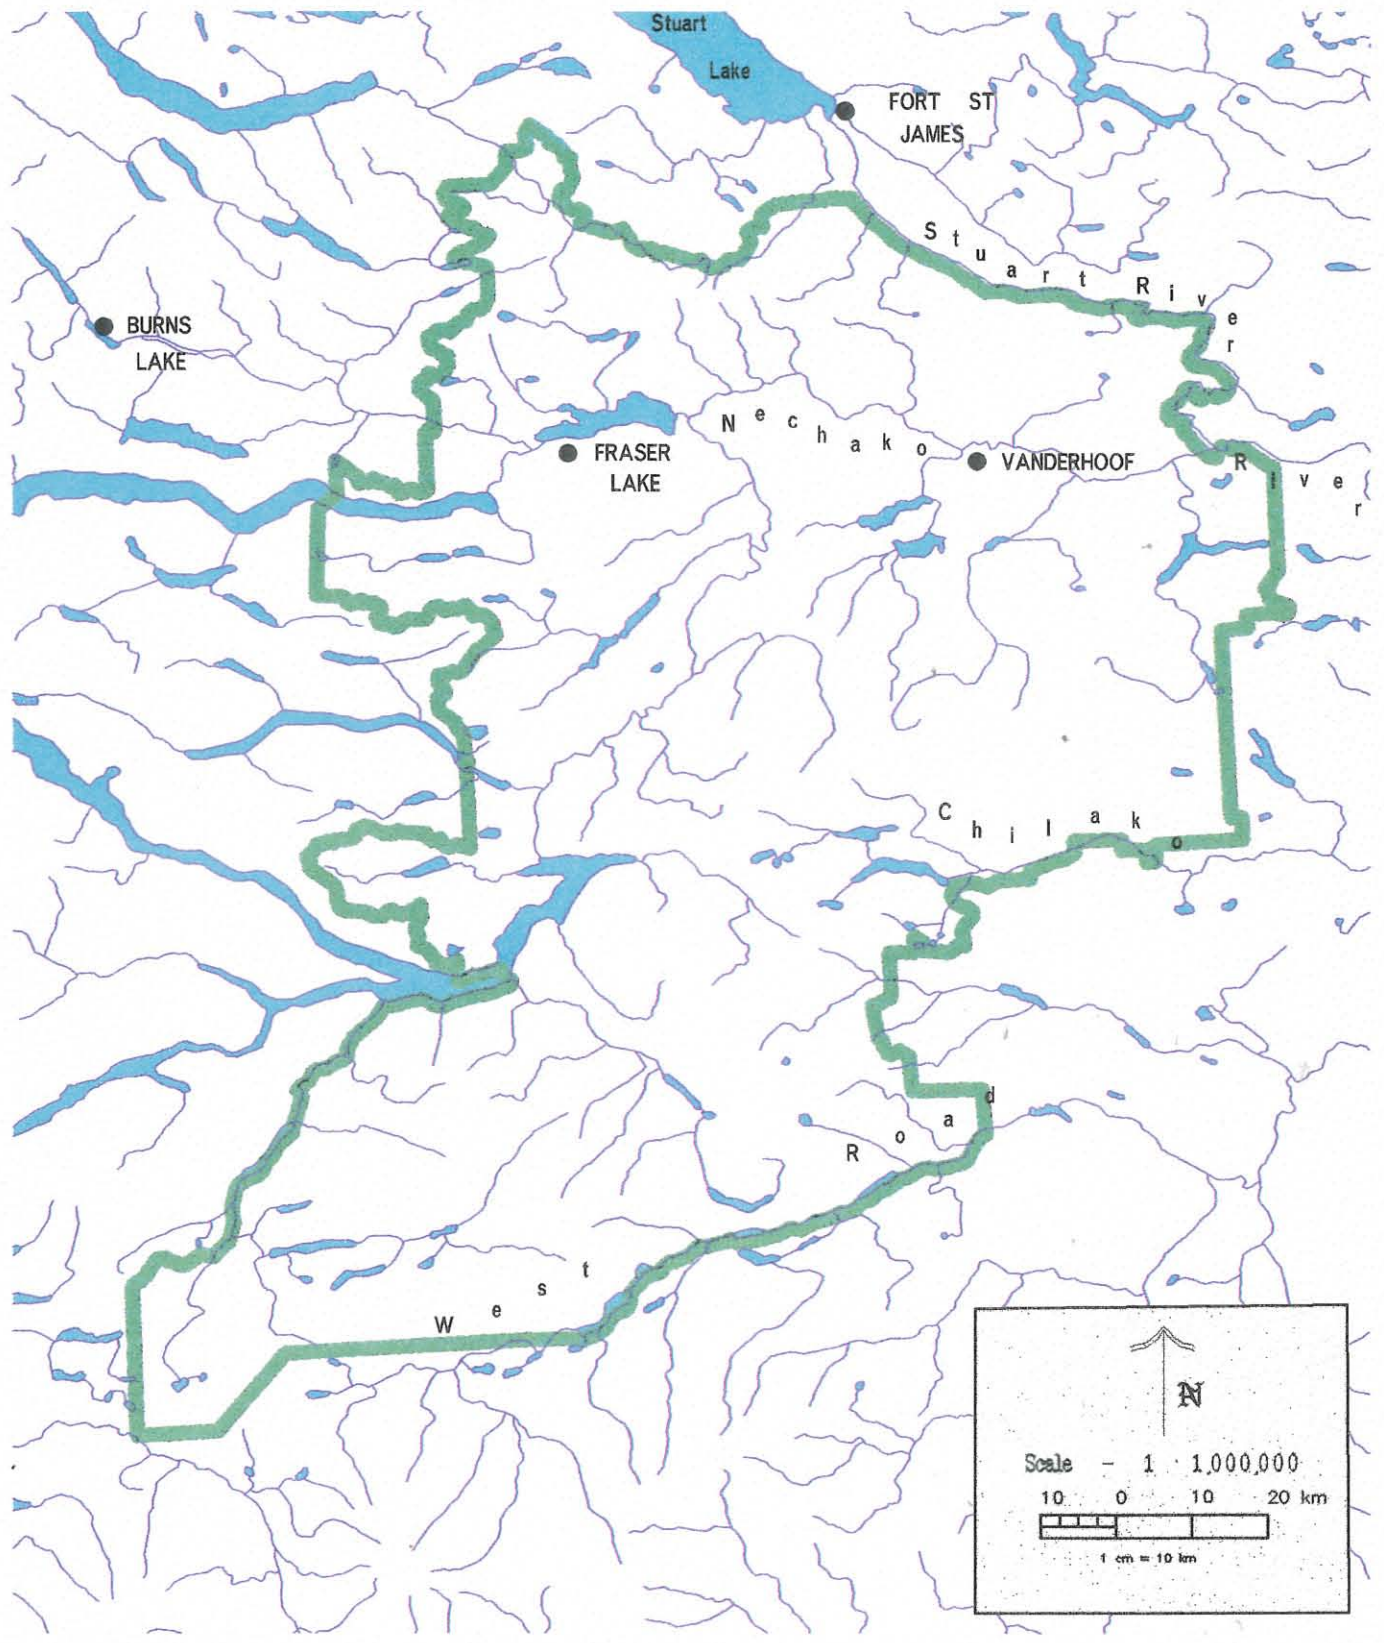 Stuart
Lake
FORT ST
JAMES
Stuart River
BURNS
LAKE
FRASER
LAKE
Nechako River
VANDERHOOF
Chilako
West Road
N
Scale - 1 : 1,000,000
10 0 10 20 km
1 cm = 10 km